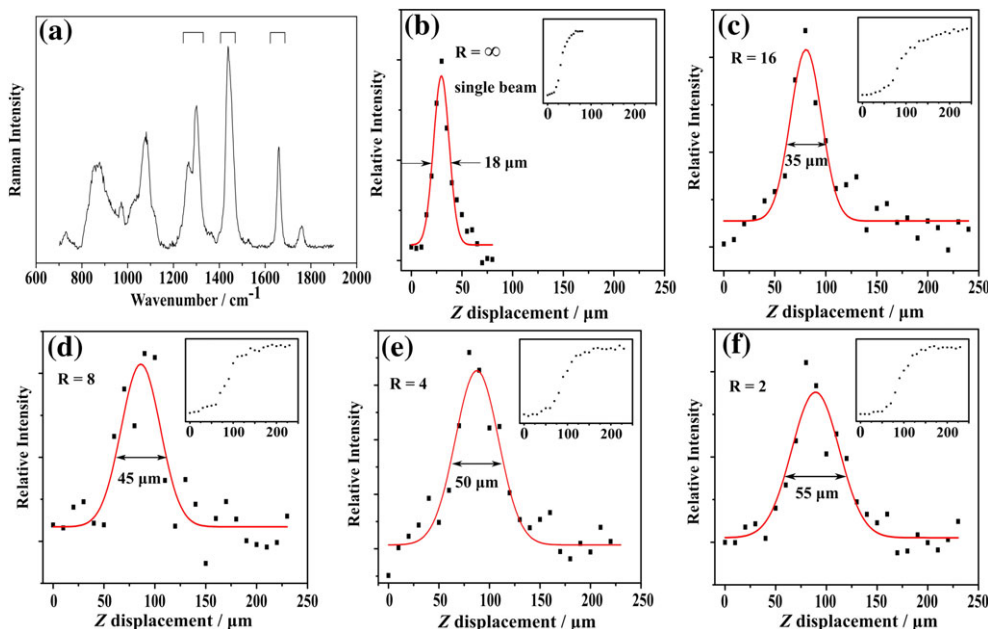 (a)
Raman Intensity
600 800 1000 1200 1400 1600 1800 2000
Wavenumber / cm-1
(b)
R = ∞
single beam
18 µm
0 100 200
Relative Intensity
0 50 100 150 200 250
Z displacement / µm
(c)
R = 16
35 µm
0 100 200
Relative Intensity
0 50 100 150 200 250
Z displacement / µm
(d)
R = 8
45 µm
0 100 200
Relative Intensity
0 50 100 150 200 250
Z displacement / µm
(e)
R = 4
50 µm
0 100 200
Relative Intensity
0 50 100 150 200 250
Z displacement / µm
(f)
R = 2
55 µm
0 100 200
Relative Intensity
0 50 100 150 200 250
Z displacement / µm